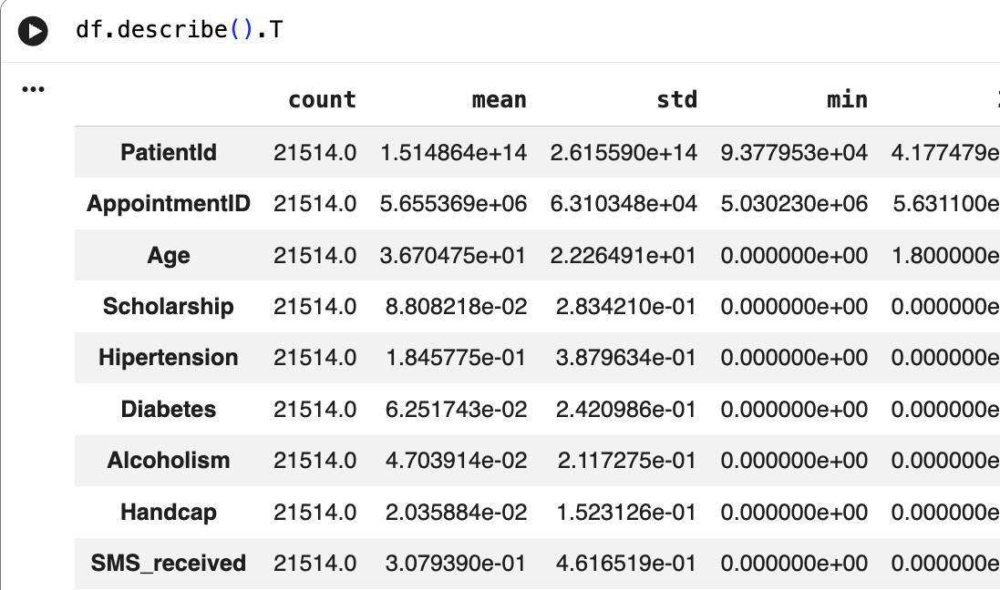 df.describe().T
count mean std min
PatientId 21514.0 1.514864e+14 2.615590e+14 9.377953e+04 4.177479e
AppointmentID 21514.0 5.655369e+06 6.310348e+04 5.030230e+06 5.631100e
Age 21514.0 3.670475e+01 2.226491e+01 0.000000e+00 1.800000e
Scholarship 21514.0 8.808218e-02 2.834210e-01 0.000000e+00 0.000000e
Hipertension 21514.0 1.845775e-01 3.879634e-01 0.000000e+00 0.000000e
Diabetes 21514.0 6.251743e-02 2.420986e-01 0.000000e+00 0.000000e
Alcoholism 21514.0 4.703914e-02 2.117275e-01 0.000000e+00 0.000000e
Handcap 21514.0 2.035884e-02 1.523126e-01 0.000000e+00 0.000000e
SMS_received 21514.0 3.079390e-01 4.616519e-01 0.000000e+00 0.000000e